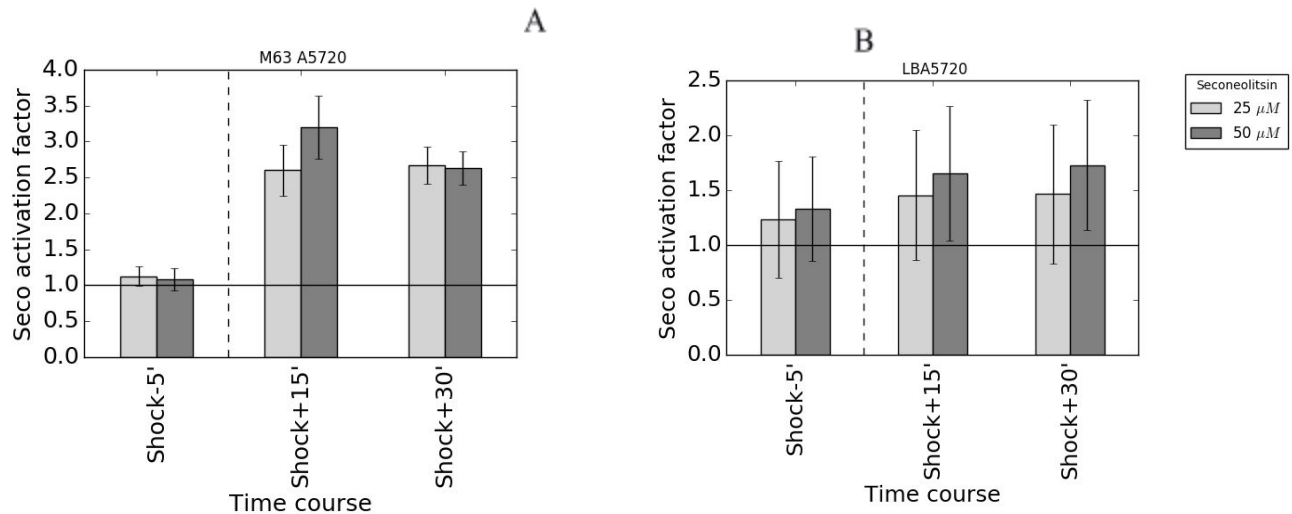 A
M63 A5720
Seco activation factor
4.0
3.5
3.0
2.5
2.0
1.5
1.0
0.5
0.0
Shock-5'
Shock+15'
Shock+30'
Time course
B
LBA5720
Seco activation factor
2.5
2.0
1.5
1.0
0.5
0.0
Shock-5'
Shock+15'
Shock+30'
Time course
Seconeolitsin
25 μM
50 μM